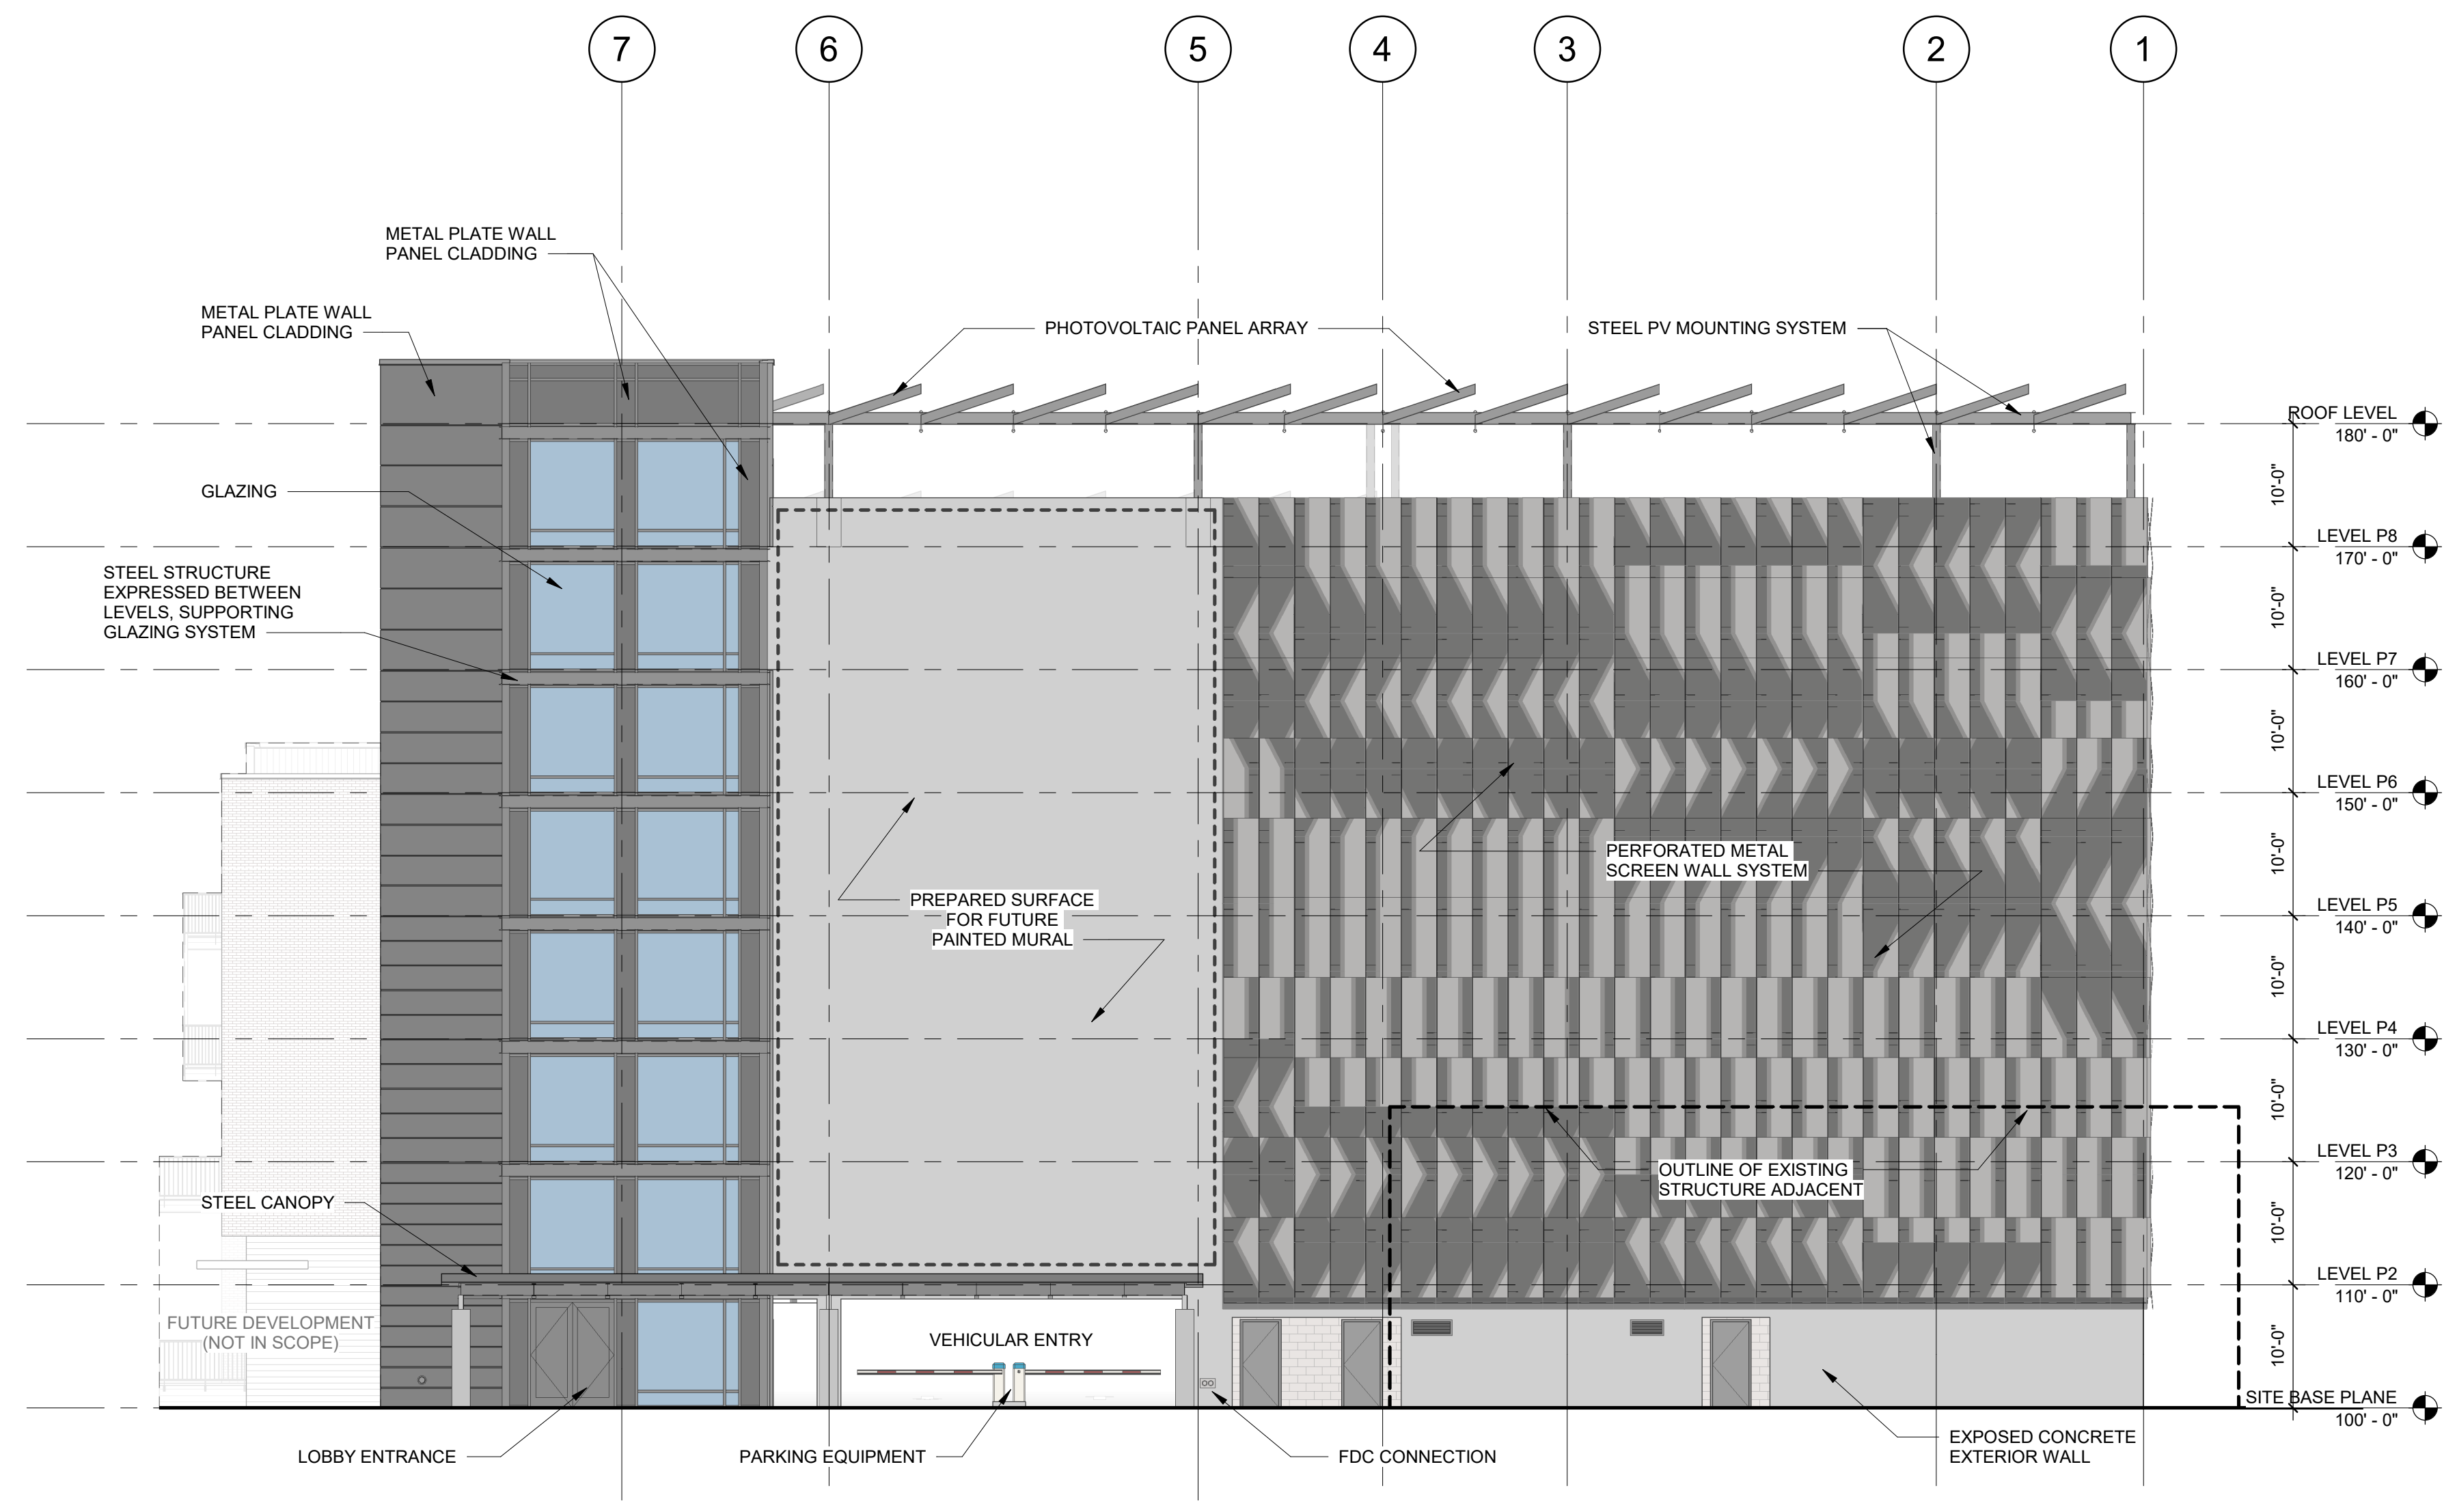 7
6
5
4
3
2
1
METAL PLATE WALL
PANEL CLADDING
METAL PLATE WALL
PANEL CLADDING
PHOTOVOLTAIC PANEL ARRAY
STEEL PV MOUNTING SYSTEM
ROOF LEVEL
180' - 0"
10'-0"
GLAZING
LEVEL P8
170' - 0"
STEEL STRUCTURE
EXPRESSED BETWEEN
LEVELS, SUPPORTING
GLAZING SYSTEM
10'-0"
LEVEL P7
160' - 0"
10'-0"
LEVEL P6
150' - 0"
10'-0"
PERFORATED METAL
SCREEN WALL SYSTEM
PREPARED SURFACE
FOR FUTURE
PAINTED MURAL
LEVEL P5
140' - 0"
10'-0"
LEVEL P4
130' - 0"
10'-0"
LEVEL P3
120' - 0"
OUTLINE OF EXISTING
STRUCTURE ADJACENT
STEEL CANOPY
10'-0"
LEVEL P2
110' - 0"
FUTURE DEVELOPMENT
(NOT IN SCOPE)
VEHICULAR ENTRY
10'-0"
SITE BASE PLANE
100' - 0"
LOBBY ENTRANCE
PARKING EQUIPMENT
FDC CONNECTION
EXPOSED CONCRETE
EXTERIOR WALL